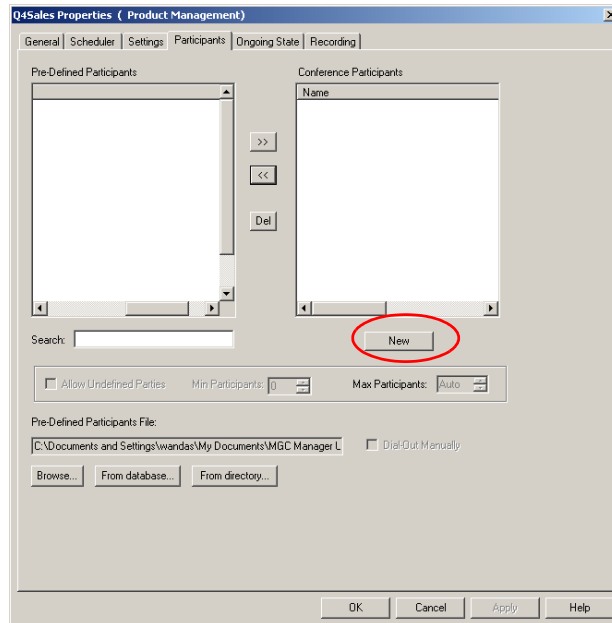 Q4Sales Properties ( Product Management)
General Scheduler Settings Participants Ongoing State Recording
Pre-Defined Participants Conference Participants
Name
>>
<<
Del
Search: New
Allow Undefined Parties Min Participants: 0 Max Participants: Auto
Pre-Defined Participants File:
C:\Documents and Settings\wandas\My Documents\MGC Manager L Dial-Out Manually
Browse... From database... From directory...
OK Cancel Apply Help